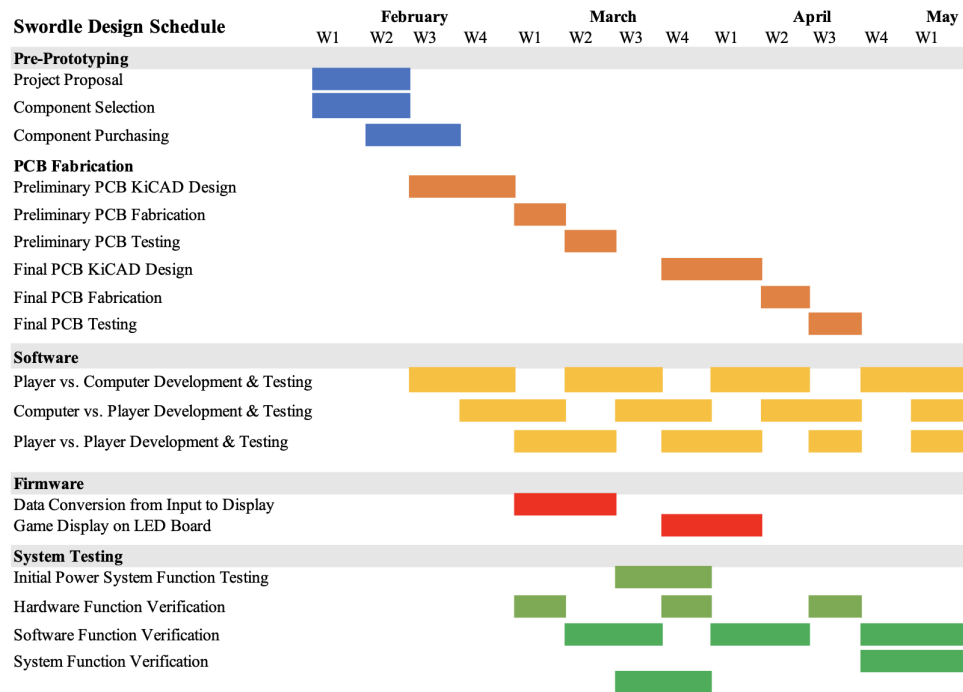 Swordle Design Schedule
February March April May
W1 W2 W3 W4 W1 W2 W3 W4 W1 W2 W3 W4 W1
Pre-Prototyping
Project Proposal
Component Selection
Component Purchasing
PCB Fabrication
Preliminary PCB KiCAD Design
Preliminary PCB Fabrication
Preliminary PCB Testing
Final PCB KiCAD Design
Final PCB Fabrication
Final PCB Testing
Software
Player vs. Computer Development & Testing
Computer vs. Player Development & Testing
Player vs. Player Development & Testing
Firmware
Data Conversion from Input to Display
Game Display on LED Board
System Testing
Initial Power System Function Testing
Hardware Function Verification
Software Function Verification
System Function Verification